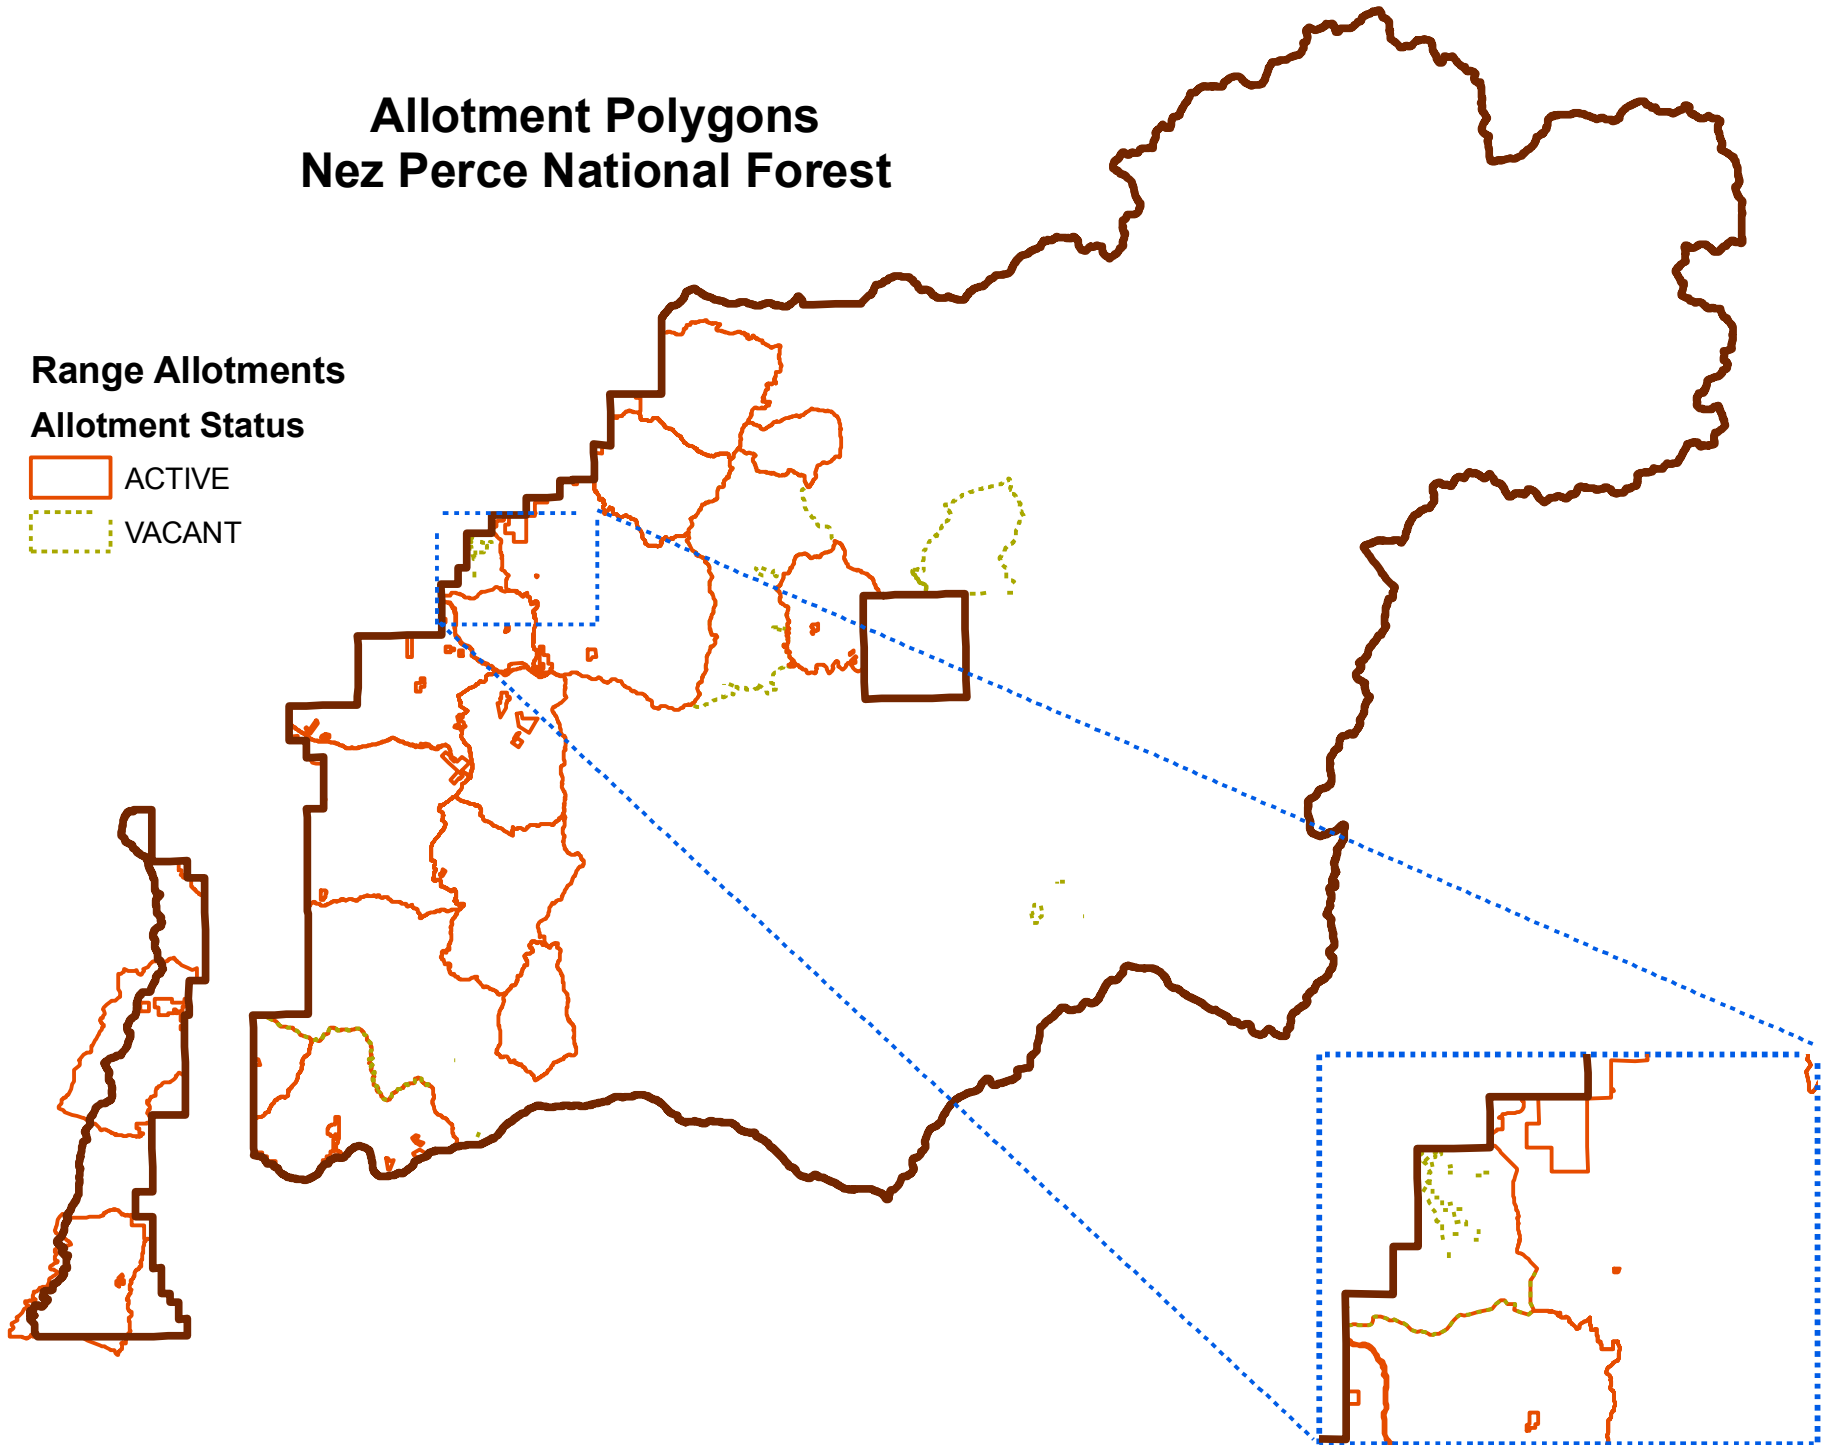 Allotment Polygons
Nez Perce National Forest
Range Allotments
Allotment Status
ACTIVE
VACANT